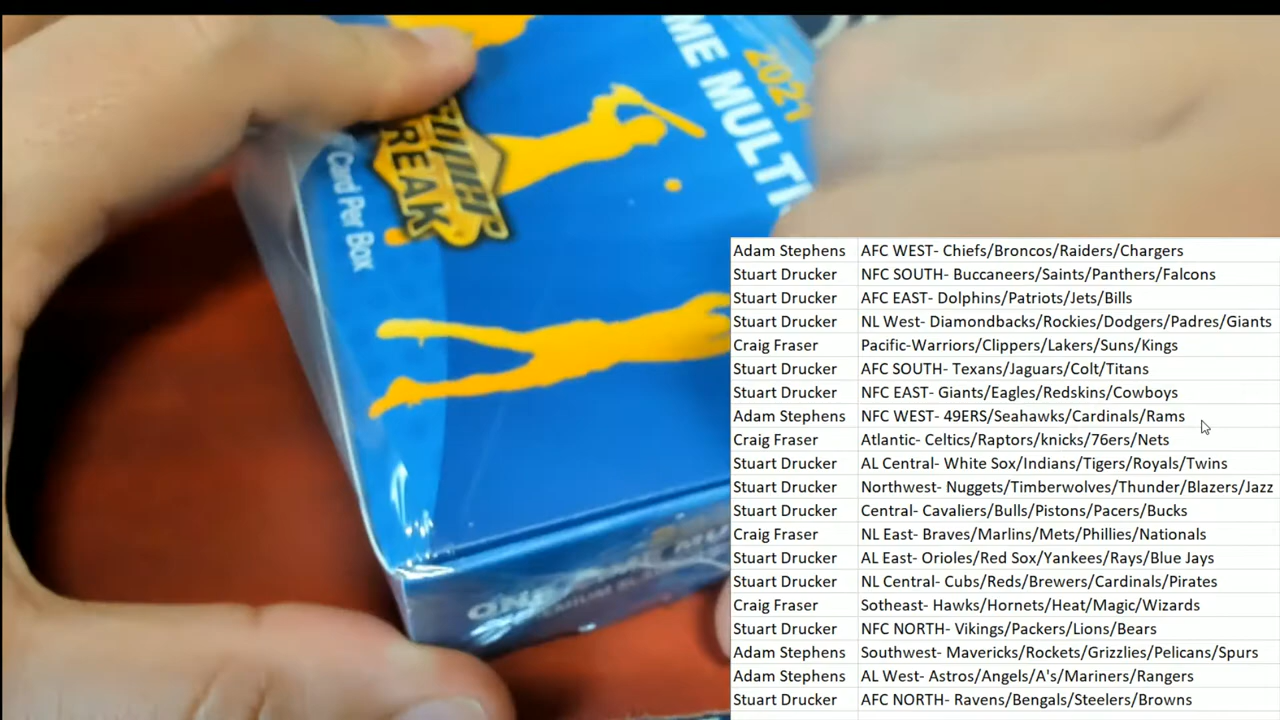 2021
ME MULTI
REAK
Card Per Box
Adam Stephens AFC WEST- Chiefs/Broncos/Raiders/Chargers
Stuart Drucker NFC SOUTH- Buccaneers/Saints/Panthers/Falcons
Stuart Drucker AFC EAST- Dolphins/Patriots/Jets/Bills
Stuart Drucker NL West- Diamondbacks/Rockies/Dodgers/Padres/Giants
Craig Fraser Pacific-Warriors/Clippers/Lakers/Suns/Kings
Stuart Drucker AFC SOUTH- Texans/Jaguars/Colt/Titans
Stuart Drucker NFC EAST- Giants/Eagles/Redskins/Cowboys
Adam Stephens NFC WEST- 49ERS/Seahawks/Cardinals/Rams
Craig Fraser Atlantic- Celtics/Raptors/knicks/76ers/Nets
Stuart Drucker AL Central- White Sox/Indians/Tigers/Royals/Twins
Stuart Drucker Northwest- Nuggets/Timberwolves/Thunder/Blazers/Jazz
Stuart Drucker Central- Cavaliers/Bulls/Pistons/Pacers/Bucks
Craig Fraser NL East- Braves/Marlins/Mets/Phillies/Nationals
Stuart Drucker AL East- Orioles/Red Sox/Yankees/Rays/Blue Jays
Stuart Drucker NL Central- Cubs/Reds/Brewers/Cardinals/Pirates
Craig Fraser Sotheast- Hawks/Hornets/Heat/Magic/Wizards
Stuart Drucker NFC NORTH- Vikings/Packers/Lions/Bears
Adam Stephens Southwest- Mavericks/Rockets/Grizzlies/Pelicans/Spurs
Adam Stephens AL West- Astros/Angels/A's/Mariners/Rangers
Stuart Drucker AFC NORTH- Ravens/Bengals/Steelers/Browns